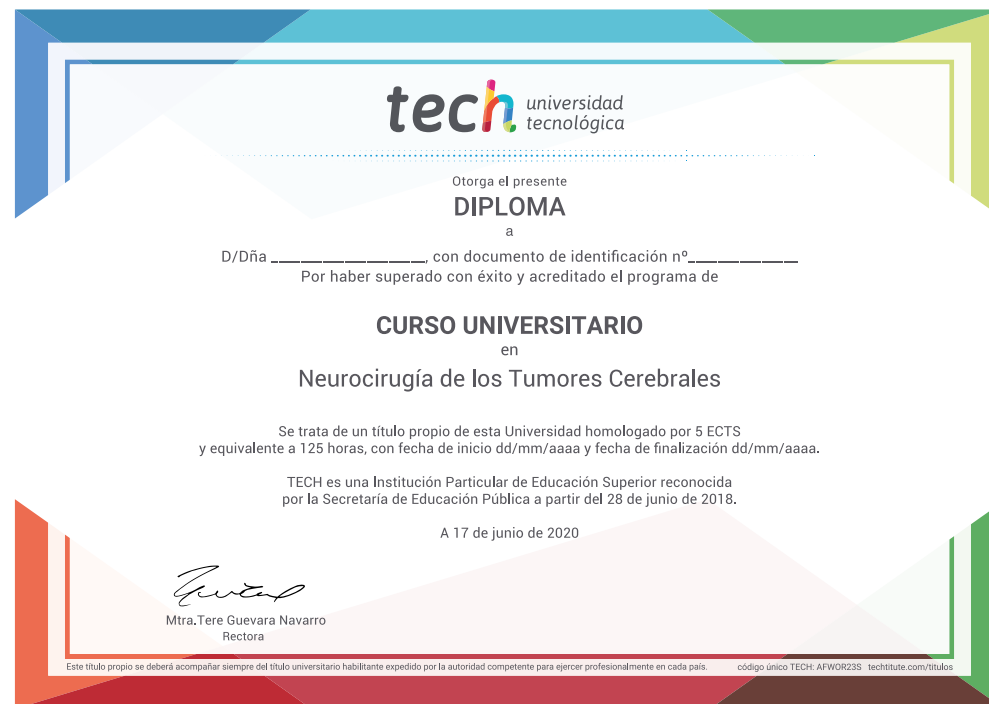 tech universidad
tecnológica
Otorga el presente
DIPLOMA
a
D/Dña ____________________, con documento de identificación nº______________
Por haber superado con éxito y acreditado el programa de
CURSO UNIVERSITARIO
en
Neurocirugía de los Tumores Cerebrales
Se trata de un título propio de esta Universidad homologado por 5 ECTS
y equivalente a 125 horas, con fecha de inicio dd/mm/aaaa y fecha de finalización dd/mm/aaaa.
TECH es una Institución Particular de Educación Superior reconocida
por la Secretaría de Educación Pública a partir del 28 de junio de 2018.
A 17 de junio de 2020
Mtra.Tere Guevara Navarro
Rectora
Este título propio se deberá acompañar siempre del título universitario habilitante expedido por la autoridad competente para ejercer profesionalmente en cada país. código único TECH: AFWOR23S techtitute.com/titulos